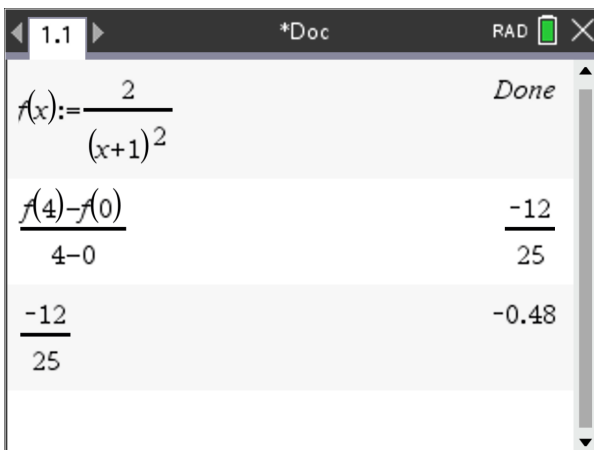 1.1 *Doc RAD
f(x):=2/(x+1)^2 Done
(f(4)-f(0))/(4-0) -12/25
-12/25 -0.48